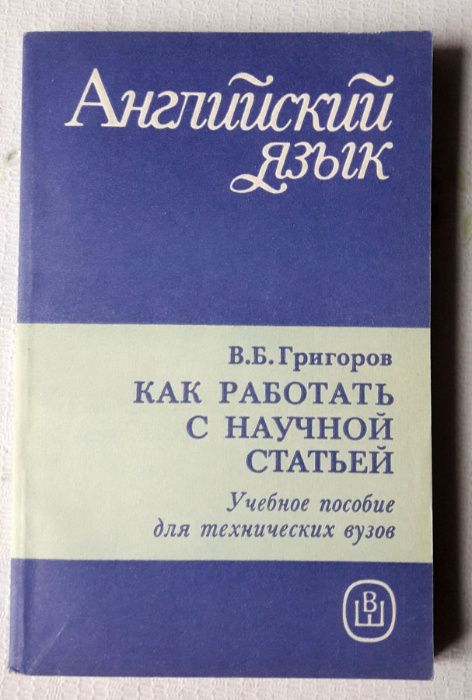 Английский
язык
В.Б.Григоров
КАК РАБОТАТЬ
С НАУЧНОЙ
СТАТЬЕЙ
Учебное пособие
для технических вузов
ВШ